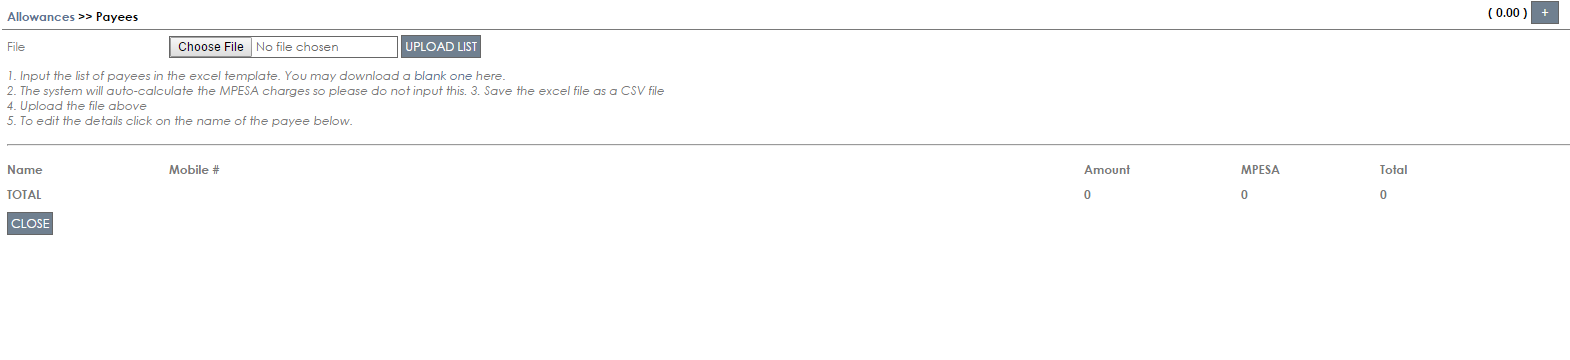 Allowances >> Payees ( 0.00 ) +
File Choose File No file chosen UPLOAD LIST
1. Input the list of payees in the excel template. You may download a blank one here.
2. The system will auto-calculate the MPESA charges so please do not input this. 3. Save the excel file as a CSV file
4. Upload the file above
5. To edit the details click on the name of the payee below.
Name Mobile # Amount MPESA Total
TOTAL 0 0 0
CLOSE